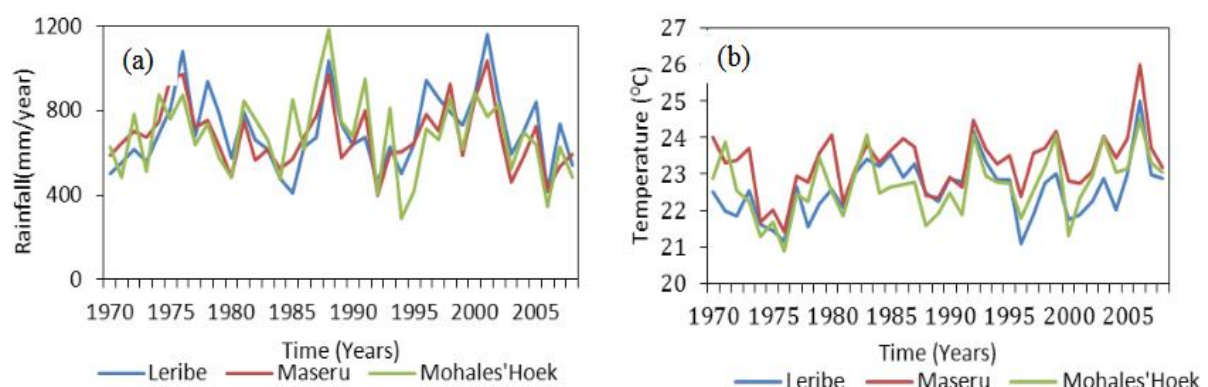 (a)
Rainfall(mm/year)
1200
800
400
0
1970 1975 1980 1985 1990 1995 2000 2005
Time (Years)
Leribe Maseru Mohales'Hoek
(b)
Temperature (°C)
27
26
25
24
23
22
21
20
1970 1975 1980 1985 1990 1995 2000 2005
Time (Years)
Leribe Maseru Mohales'Hoek